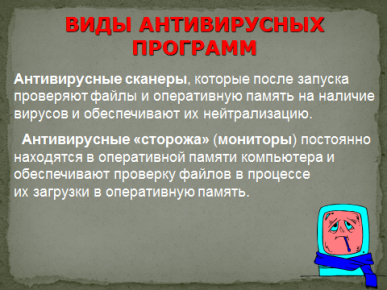 ВИДЫ АНТИВИРУСНЫХ
ПРОГРАММ
Антивирусные сканеры, которые после запуска
проверяют файлы и оперативную память на наличие
вирусов и обеспечивают их нейтрализацию.
Антивирусные «сторожа» (мониторы) постоянно
находятся в оперативной памяти компьютера и
обеспечивают проверку файлов в процессе
их загрузки в оперативную память.